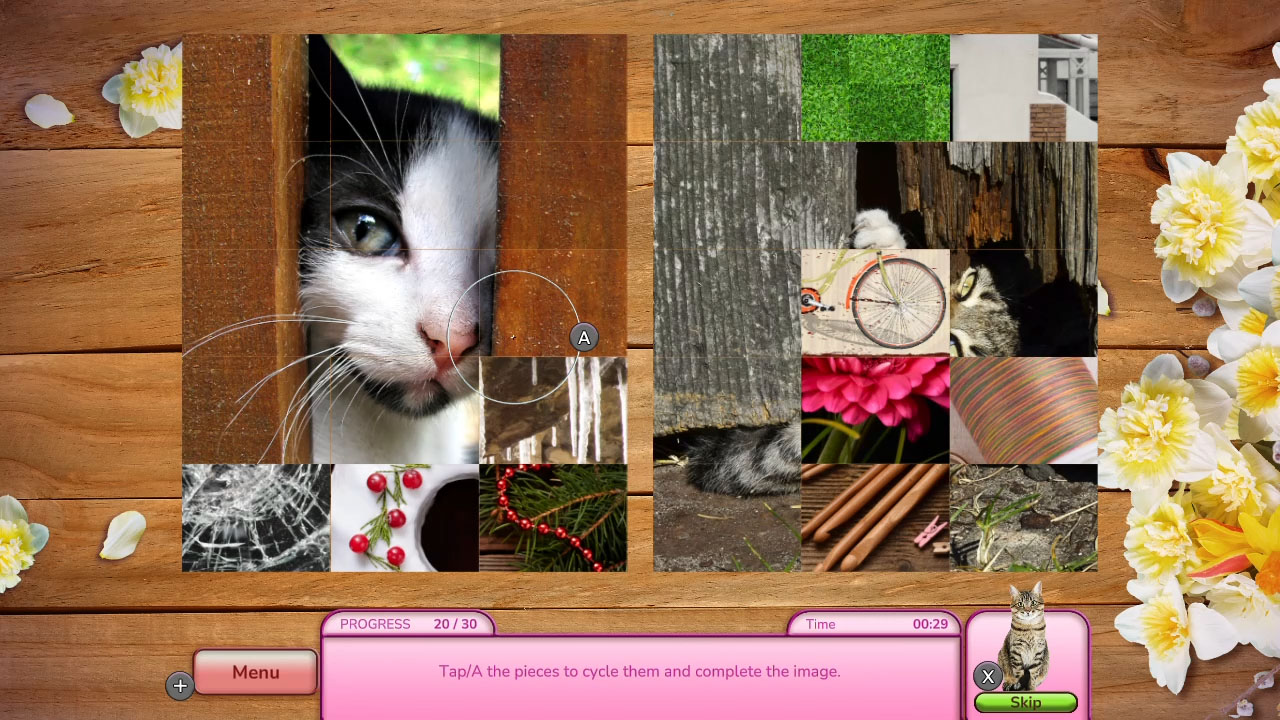 A
PROGRESS 20 / 30
Time 00:29
Tap/A the pieces to cycle them and complete the image.
+ Menu
X
Skip